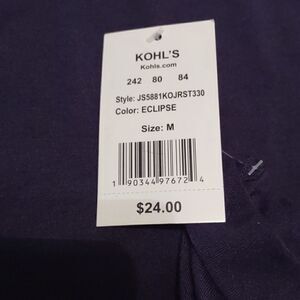 KOHL'S
Kohls.com
242 80 84
Style: JS5881KOJRST330
Color: ECLIPSE
Size: M
1 90344 97672 4
$24.00